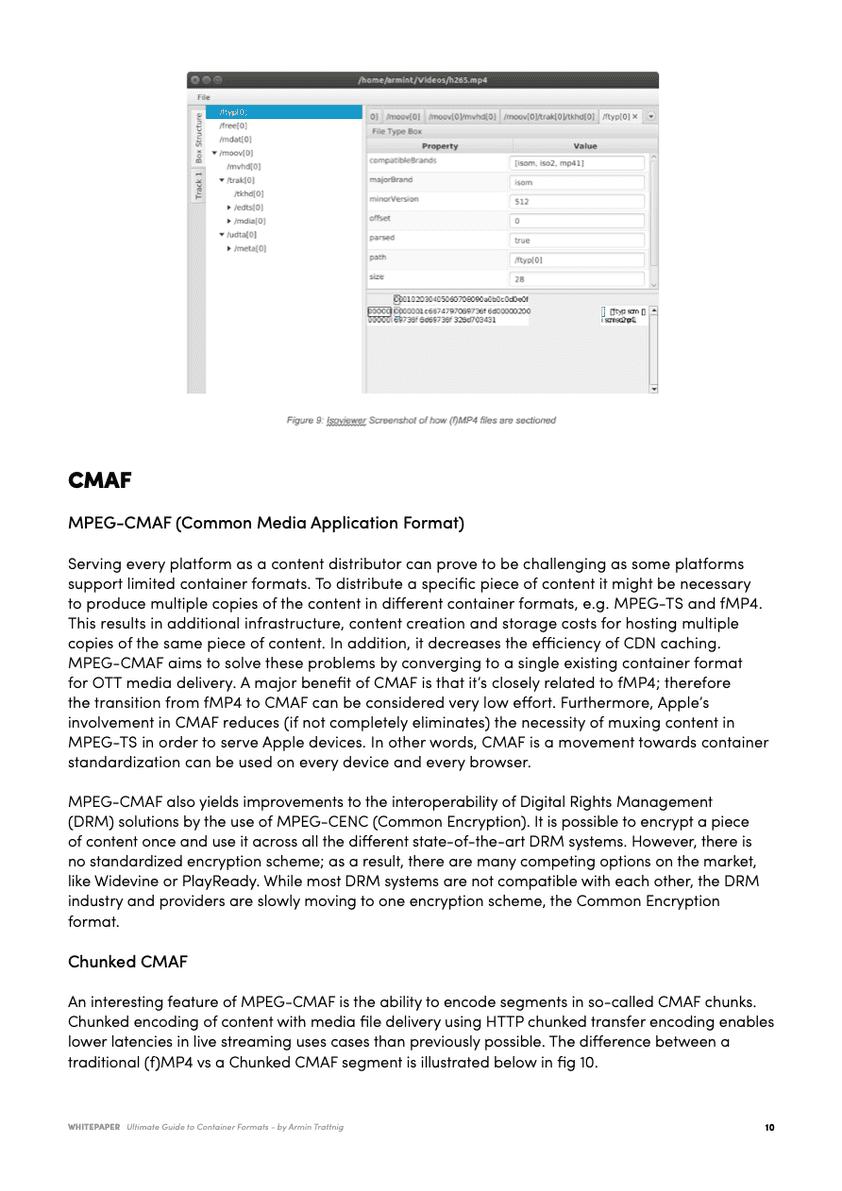 /home/armint/Videos/h265.mp4
File
Box Structure
Track 1
/ftyp[0]
/free[0]
/mdat[0]
/moov[0]
/mvhd[0]
/trak[0]
/tkhd[0]
/edts[0]
/mdia[0]
/udta[0]
/meta[0]
0] /moov[0] /moov[0]/mvhd[0] /moov[0]/trak[0]/tkhd[0] /ftyp[0] ×
File Type Box
Property Value
compatibleBrands [isom, iso2, mp41]
majorBrand isom
minorVersion 512
offset 0
parsed true
path /ftyp[0]
size 28
000102030405060708090a0b0c0d0e0f
Figure 9: Isoviewer Screenshot of how (f)MP4 files are sectioned
CMAF
MPEG-CMAF (Common Media Application Format)
Serving every platform as a content distributor can prove to be challenging as some platforms
support limited container formats. To distribute a specific piece of content it might be necessary
to produce multiple copies of the content in different container formats, e.g. MPEG-TS and fMP4.
This results in additional infrastructure, content creation and storage costs for hosting multiple
copies of the same piece of content. In addition, it decreases the efficiency of CDN caching.
MPEG-CMAF aims to solve these problems by converging to a single existing container format
for OTT media delivery. A major benefit of CMAF is that it’s closely related to fMP4; therefore
the transition from fMP4 to CMAF can be considered very low effort. Furthermore, Apple’s
involvement in CMAF reduces (if not completely eliminates) the necessity of muxing content in
MPEG-TS in order to serve Apple devices. In other words, CMAF is a movement towards container
standardization can be used on every device and every browser.
MPEG-CMAF also yields improvements to the interoperability of Digital Rights Management
(DRM) solutions by the use of MPEG-CENC (Common Encryption). It is possible to encrypt a piece
of content once and use it across all the different state-of-the-art DRM systems. However, there is
no standardized encryption scheme; as a result, there are many competing options on the market,
like Widevine or PlayReady. While most DRM systems are not compatible with each other, the DRM
industry and providers are slowly moving to one encryption scheme, the Common Encryption
format.
Chunked CMAF
An interesting feature of MPEG-CMAF is the ability to encode segments in so-called CMAF chunks.
Chunked encoding of content with media file delivery using HTTP chunked transfer encoding enables
lower latencies in live streaming uses cases than previously possible. The difference between a
traditional (f)MP4 vs a Chunked CMAF segment is illustrated below in fig 10.
WHITEPAPER Ultimate Guide to Container Formats - by Armin Trattnig 10